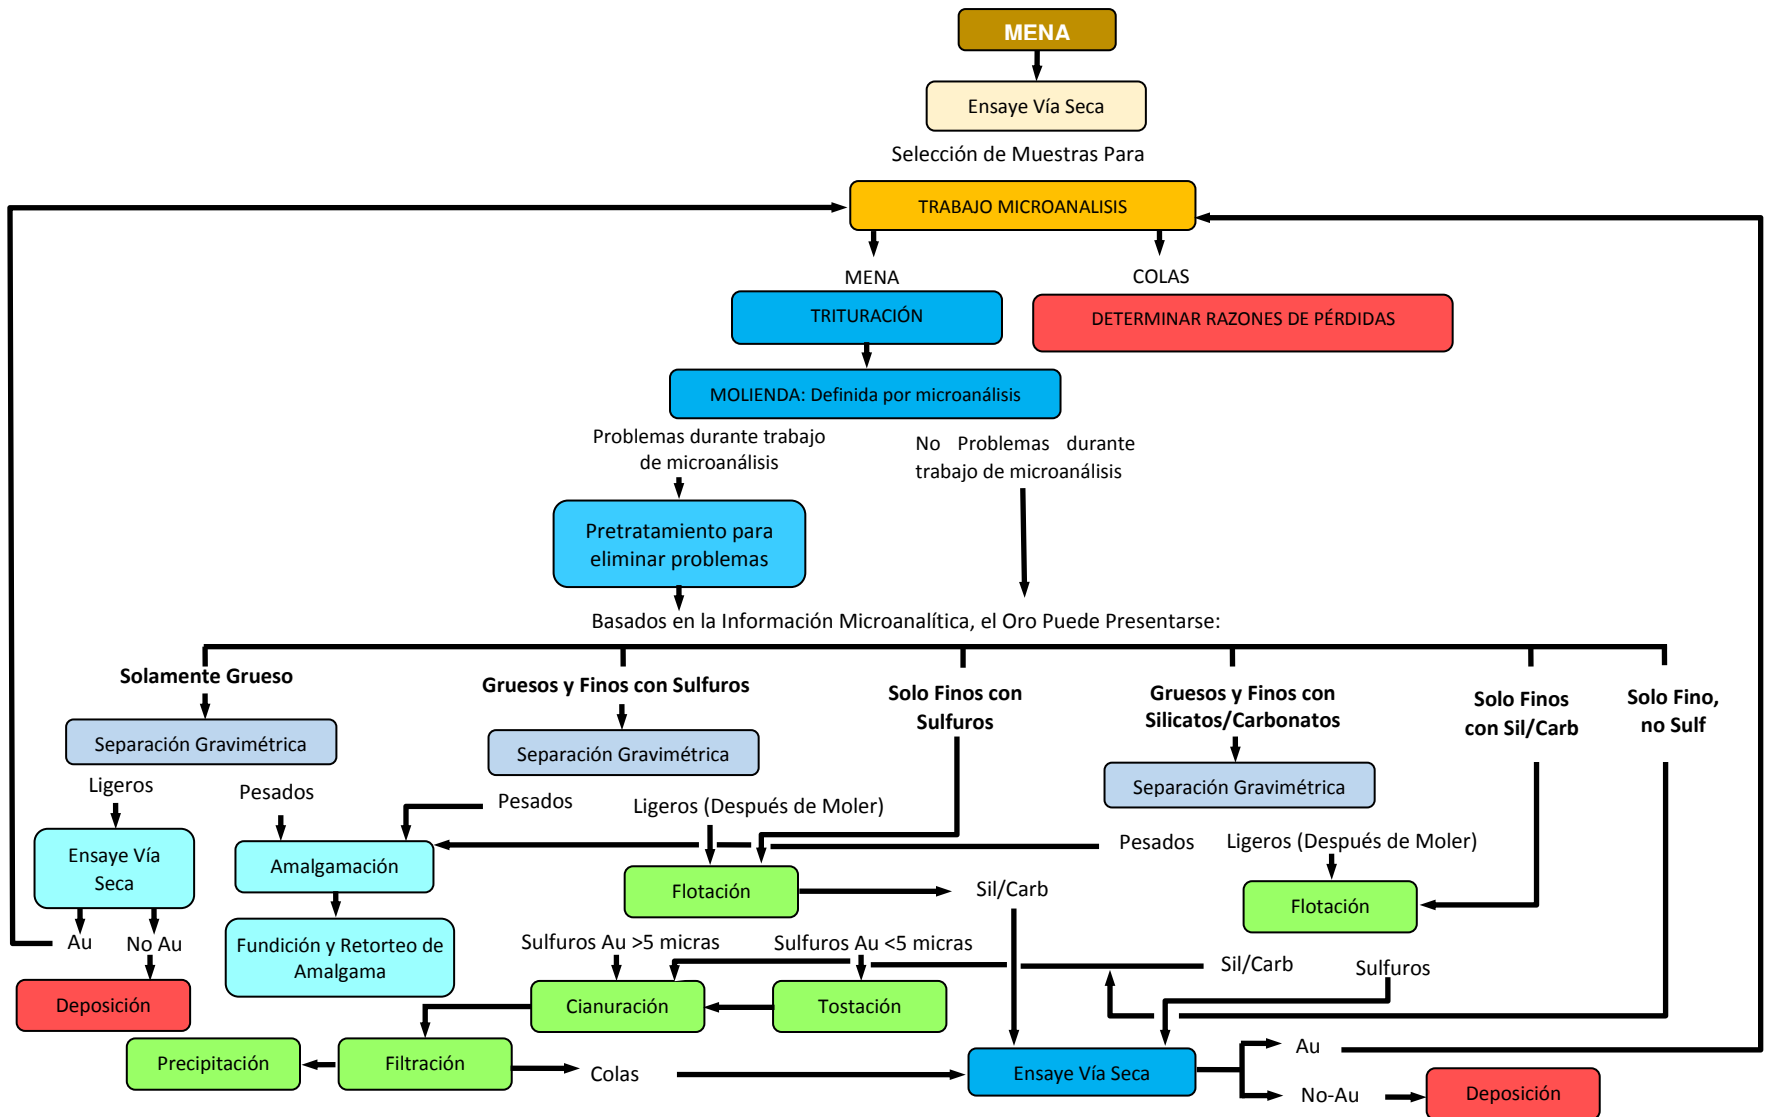 MENA
Ensaye Vía Seca
Selección de Muestras Para
TRABAJO MICROANALISIS
MENA
COLAS
TRITURACIÓN
DETERMINAR RAZONES DE PÉRDIDAS
MOLIENDA: Definida por microanálisis
Problemas durante trabajo
de microanálisis
No Problemas durante
trabajo de microanálisis
Pretratamiento para
eliminar problemas
Basados en la Información Microanalítica, el Oro Puede Presentarse:
Solamente Grueso
Gruesos y Finos con Sulfuros
Solo Finos con
Sulfuros
Gruesos y Finos con
Silicatos/Carbonatos
Solo Finos
con Sil/Carb
Solo Fino,
no Sulf
Separación Gravimétrica
Separación Gravimétrica
Separación Gravimétrica
Ligeros
Pesados
Pesados
Ligeros (Después de Moler)
Pesados
Ligeros (Después de Moler)
Ensaye Vía
Seca
Amalgamación
Flotación
Sil/Carb
Flotación
Au
No Au
Fundición y Retorteo de
Amalgama
Sulfuros Au >5 micras
Sulfuros Au <5 micras
Sil/Carb
Sulfuros
Deposición
Cianuración
Tostación
Precipitación
Filtración
Colas
Ensaye Vía Seca
Au
No-Au
Deposición